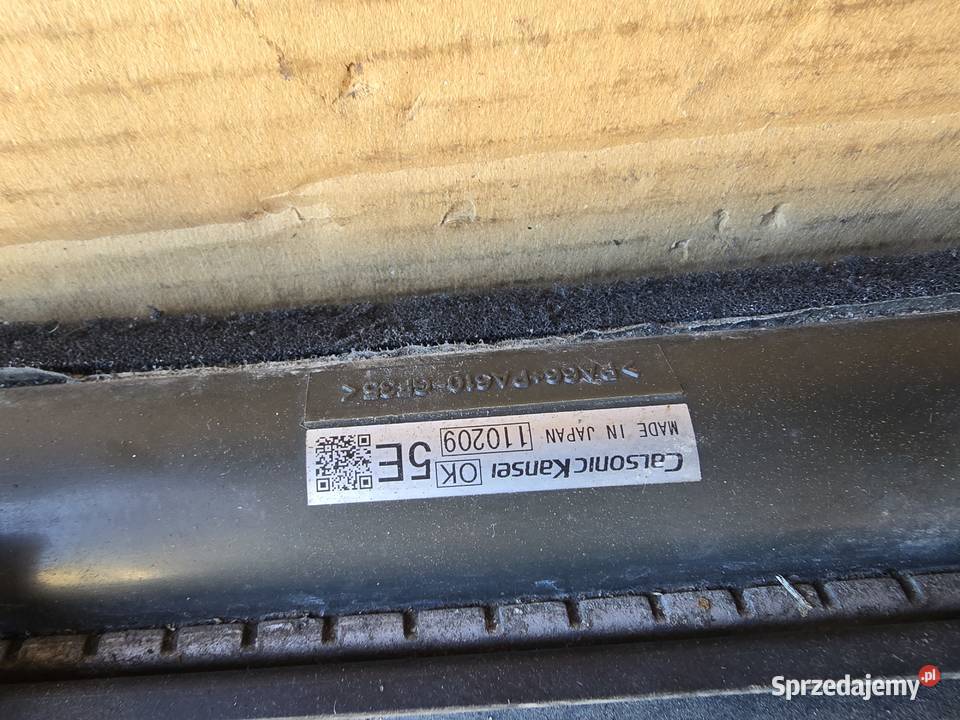 CalsonicKansei OK 5E
MADE IN JAPAN 110209
>PA66+PA610-GF35<
Sprzedajemy.pl